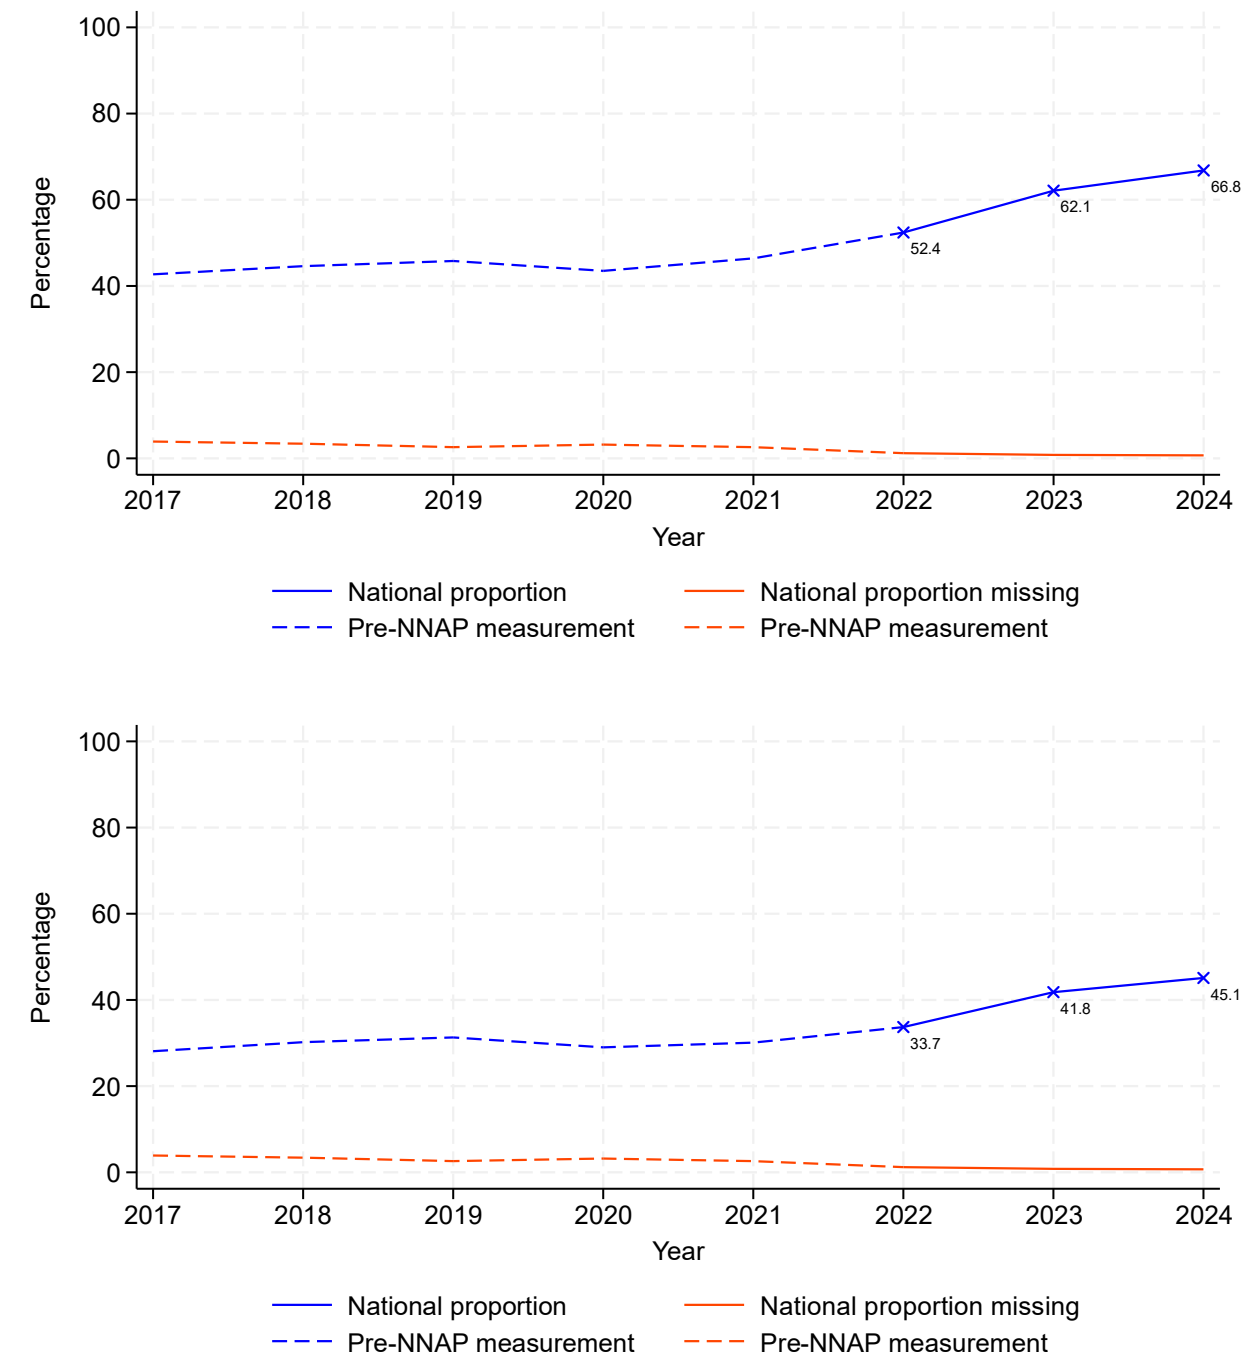 100
80
60
40
20
0
Percentage
66.8
62.1
52.4
2017 2018 2019 2020 2021 2022 2023 2024
Year
National proportion National proportion missing
Pre-NNAP measurement Pre-NNAP measurement
100
80
60
40
20
0
Percentage
45.1
41.8
33.7
2017 2018 2019 2020 2021 2022 2023 2024
Year
National proportion National proportion missing
Pre-NNAP measurement Pre-NNAP measurement